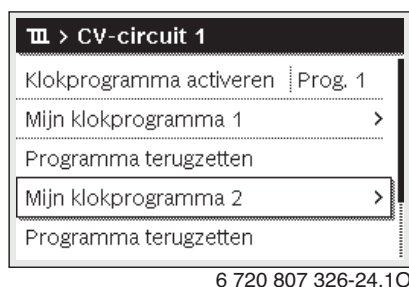 > CV-circuit 1
Klokprogramma activeren Prog. 1
Mijn klokprogramma 1 >
Programma terugzetten
Mijn klokprogramma 2 >
Programma terugzetten
6 720 807 326-24.1O